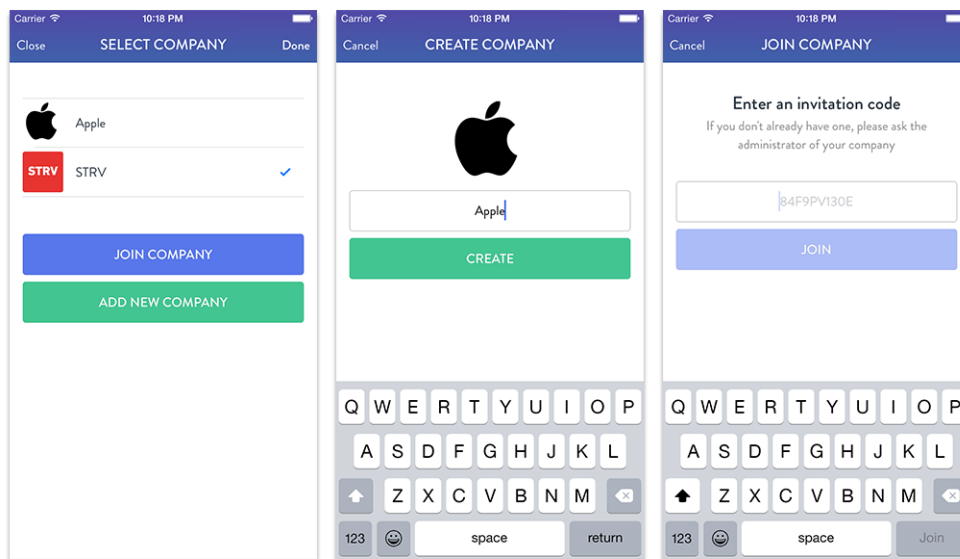 Carrier 10:18 PM
Close SELECT COMPANY Done
Apple
STRV STRV
JOIN COMPANY
ADD NEW COMPANY
Carrier 10:18 PM
Cancel CREATE COMPANY
Apple
CREATE
Q W E R T Y U I O P
A S D F G H J K L
Z X C V B N M
123 space return
Carrier 10:18 PM
Cancel JOIN COMPANY
Enter an invitation code
If you don't already have one, please ask the
administrator of your company
84F9PV130E
JOIN
Q W E R T Y U I O P
A S D F G H J K L
Z X C V B N M
123 space Join